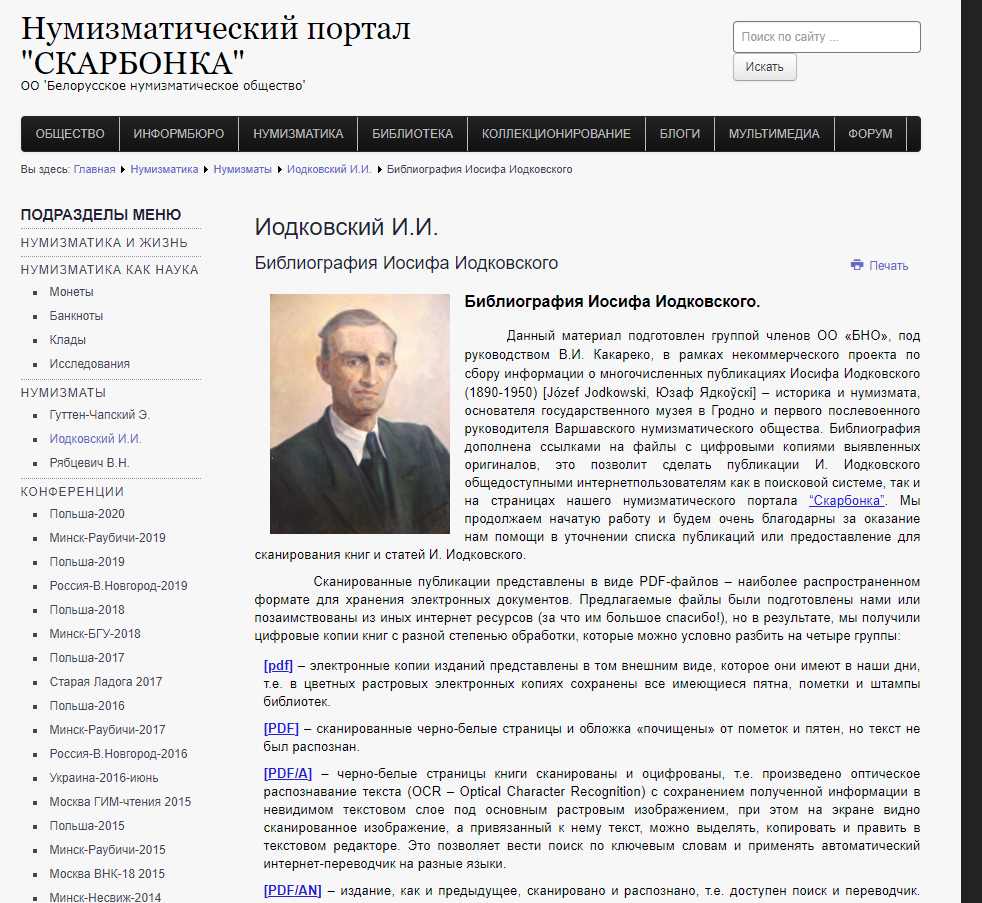 Нумизматический портал
"СКАРБОНКА"
ОО 'Белорусское нумизматическое общество'
Поиск по сайту ...
Искать
ОБЩЕСТВО ИНФОРМБЮРО НУМИЗМАТИКА БИБЛИОТЕКА КОЛЛЕКЦИОНИРОВАНИЕ БЛОГИ МУЛЬТИМЕДИА ФОРУМ
Вы здесь: Главная Нумизматика Нумизматы Иодковский И.И. Библиография Иосифа Иодковского
ПОДРАЗДЕЛЫ МЕНЮ
НУМИЗМАТИКА И ЖИЗНЬ
НУМИЗМАТИКА КАК НАУКА
Монеты
Банкноты
Клады
Исследования
НУМИЗМАТЫ
Гуттен-Чапский Э.
Иодковский И.И.
Рябцевич В.Н.
КОНФЕРЕНЦИИ
Польша-2020
Минск-Раубичи-2019
Польша-2019
Россия-В.Новгород-2019
Польша-2018
Минск-БГУ-2018
Польша-2017
Старая Ладога 2017
Польша-2016
Минск-Раубичи-2017
Россия-В.Новгород-2016
Украина-2016-июнь
Москва ГИМ-чтения 2015
Польша-2015
Минск-Раубичи-2015
Москва ВНК-18 2015
Минск-Несвиж-2014
Иодковский И.И.
Библиография Иосифа Иодковского
Печать
Библиография Иосифа Иодковского.
Данный материал подготовлен группой членов ОО «БНО», под
руководством В.И. Какареко, в рамках некоммерческого проекта по
сбору информации о многочисленных публикациях Иосифа Иодковского
(1890-1950) [Józef Jodkowski, Юзаф Ядкоўскі] – историка и нумизмата,
основателя государственного музея в Гродно и первого послевоенного
руководителя Варшавского нумизматического общества. Библиография
дополнена ссылками на файлы с цифровыми копиями выявленных
оригиналов, это позволит сделать публикации И. Иодковского
общедоступными интернетпользователям как в поисковой системе, так и
на страницах нашего нумизматического портала “Скарбонка”. Мы
продолжаем начатую работу и будем очень благодарны за оказание
нам помощи в уточнении списка публикаций или предоставление для
сканирования книг и статей И. Иодковского.
Сканированные публикации представлены в виде PDF-файлов – наиболее распространенном
формате для хранения электронных документов. Предлагаемые файлы были подготовлены нами или
позаимствованы из иных интернет ресурсов (за что им большое спасибо!), но в результате, мы получили
цифровые копии книг с разной степенью обработки, которые можно условно разбить на четыре группы:
[pdf] – электронные копии изданий представлены в том внешним виде, которое они имеют в наши дни,
т.е. в цветных растровых электронных копиях сохранены все имеющиеся пятна, пометки и штампы
библиотек.
[PDF] – сканированные черно-белые страницы и обложка «почищены» от пометок и пятен, но текст не
был распознан.
[PDF/A] – черно-белые страницы книги сканированы и оцифрованы, т.е. произведено оптическое
распознавание текста (OCR – Optical Character Recognition) с сохранением полученной информации в
невидимом текстовом слое под основным растровым изображением, при этом на экране видно
сканированное изображение, а привязанный к нему текст, можно выделять, копировать и править в
текстовом редакторе. Это позволяет вести поиск по ключевым словам и применять автоматический
интернет-переводчик на разные языки.
[PDF/AN] – издание, как и предыдущее, сканировано и распознано, т.е. доступен поиск и переводчик.